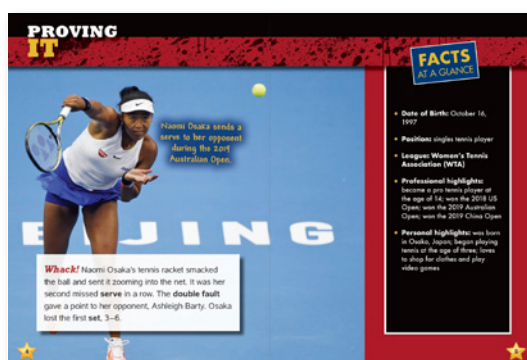 PROVING
IT
Naomi Osaka sends a
serve to her opponent
during the 2019
Australian Open.
BEIJING
Whack! Naomi Osaka's tennis racket smacked
the ball and sent it zooming into the net. It was her
second missed serve in a row. The double fault
gave a point to her opponent, Ashleigh Barty. Osaka
lost the first set, 3–6.
4
FACTS
AT A GLANCE
• Date of Birth: October 16,
1997
• Position: singles tennis player
• League: Women's Tennis
Association (WTA)
• Professional highlights:
became a pro tennis player at
the age of 14; won the 2018 US
Open; won the 2019 Australian
Open; won the 2019 China Open
• Personal highlights: was born
in Osaka, Japan; began playing
tennis at the age of three; loves
to shop for clothes and play
video games
5